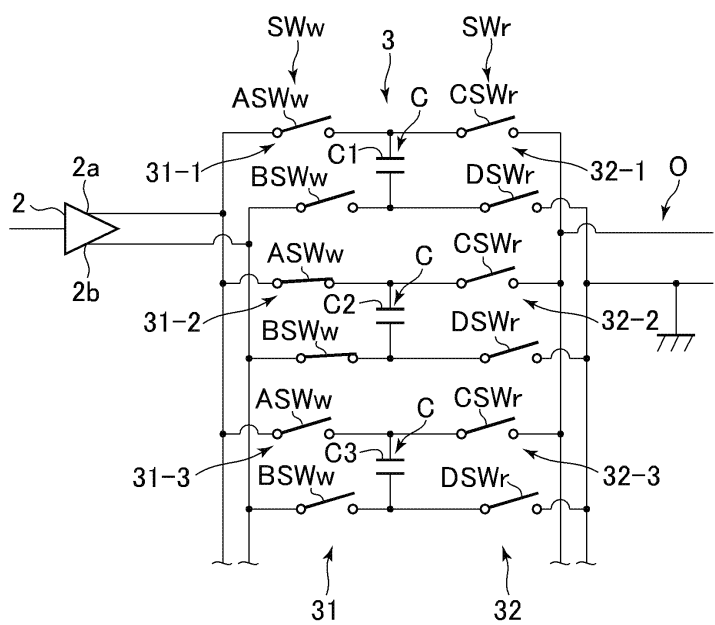 SWw
SWr
3
ASWw
C
CSWr
C1
31-1
32-1
2a
BSWw
DSWr
O
2
ASWw
C
CSWr
2b
C2
31-2
32-2
BSWw
DSWr
ASWw
C
CSWr
C3
31-3
32-3
BSWw
DSWr
31
32